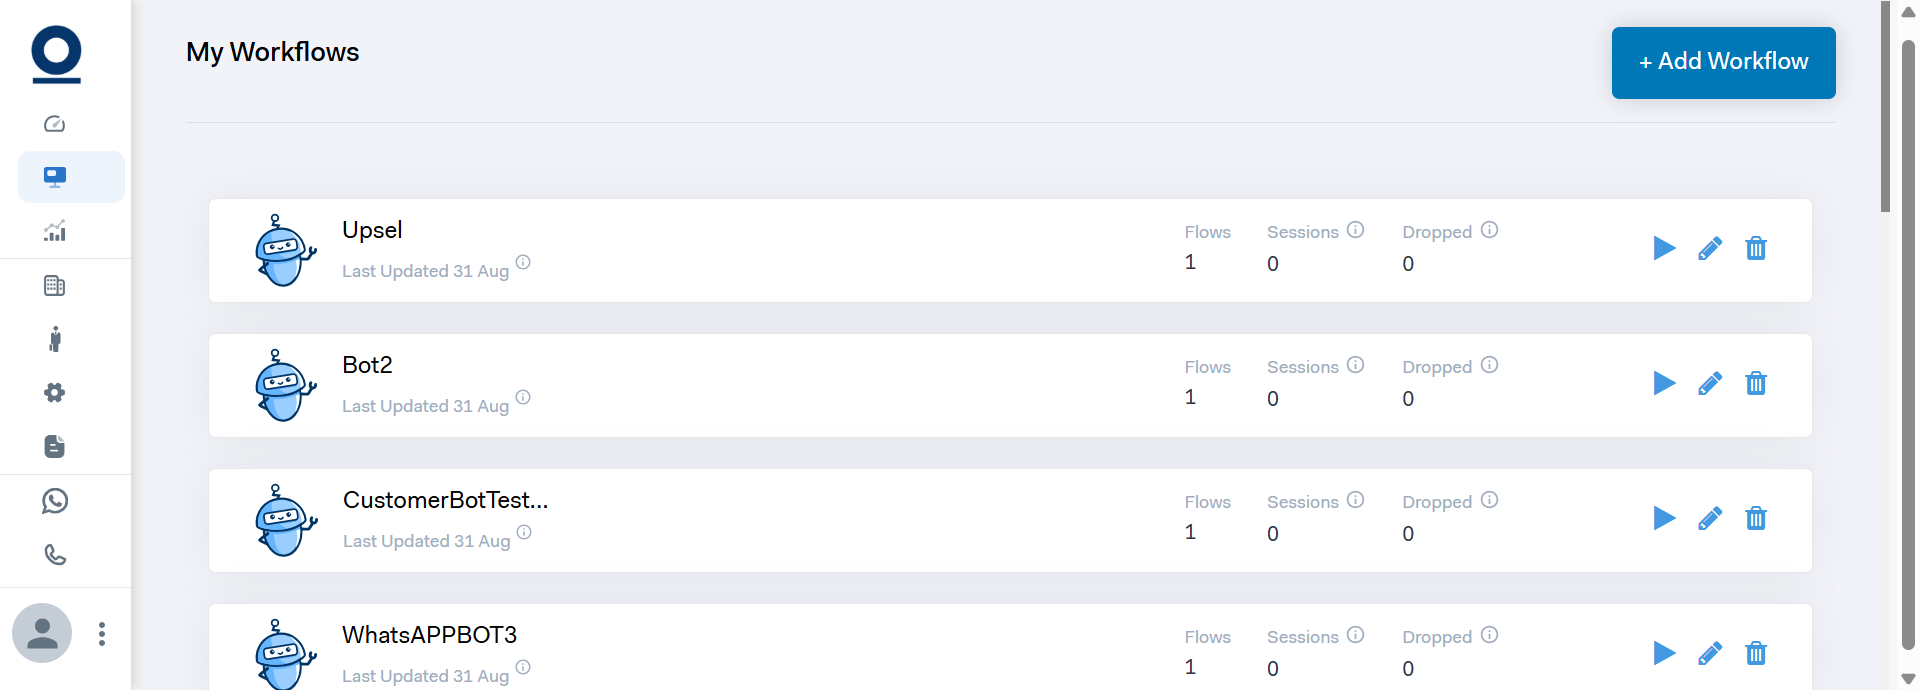 My Workflows
+ Add Workflow
Upsel
Last Updated 31 Aug
Flows
1
Sessions
0
Dropped
0
Bot2
Last Updated 31 Aug
Flows
1
Sessions
0
Dropped
0
CustomerBotTest...
Last Updated 31 Aug
Flows
1
Sessions
0
Dropped
0
WhatsAPPBOT3
Last Updated 31 Aug
Flows
1
Sessions
0
Dropped
0